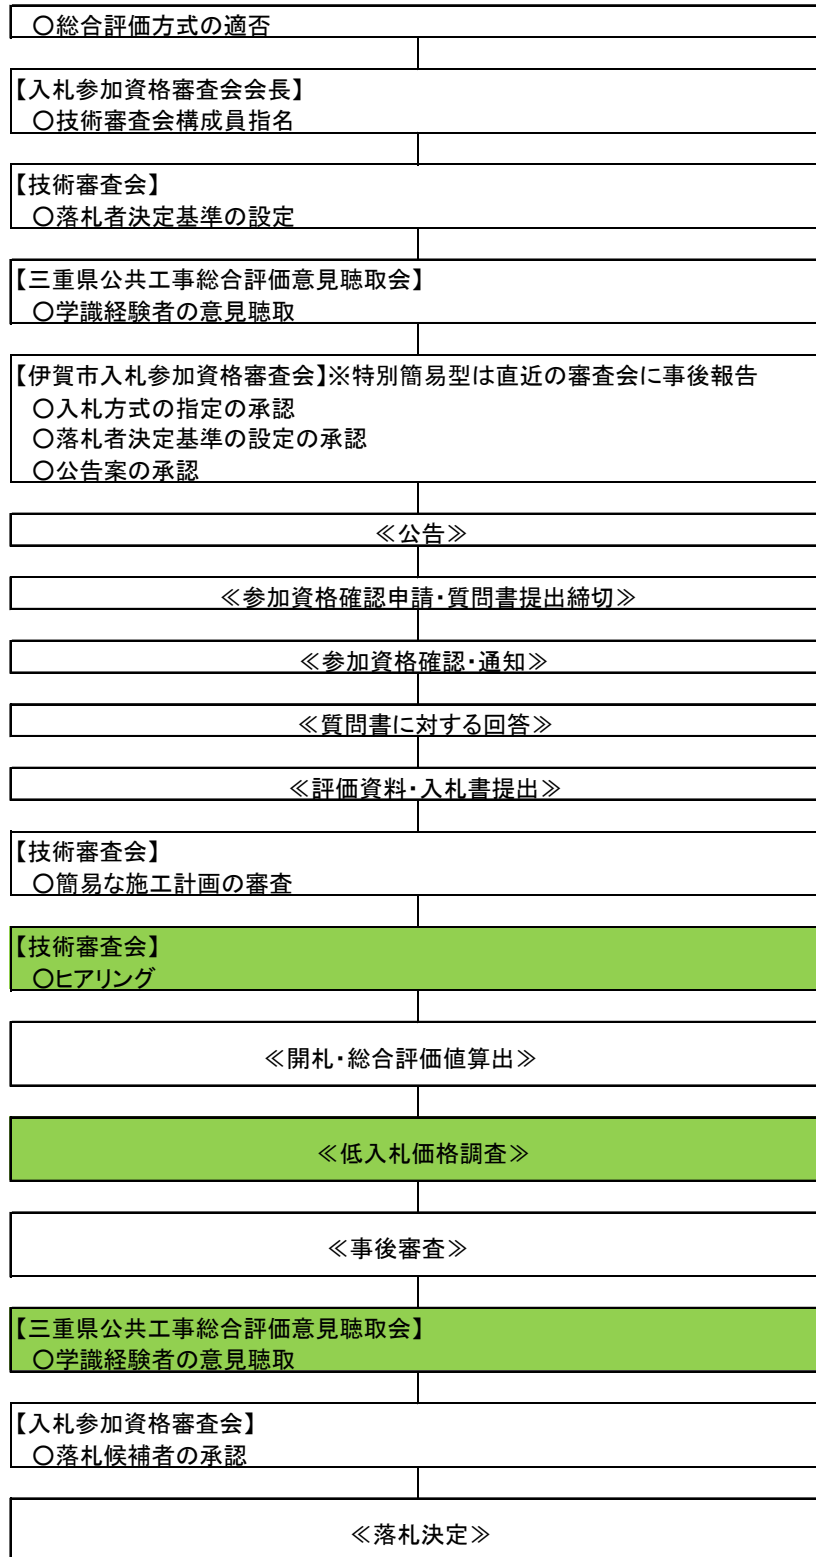 ○総合評価方式の適否
【入札参加資格審査会会長】
○技術審査会構成員指名
【技術審査会】
○落札者決定基準の設定
【三重県公共工事総合評価意見聴取会】
○学識経験者の意見聴取
【伊賀市入札参加資格審査会】※特別簡易型は直近の審査会に事後報告
○入札方式の指定の承認
○落札者決定基準の設定の承認
○公告案の承認
≪公告≫
≪参加資格確認申請・質問書提出締切≫
≪参加資格確認・通知≫
≪質問書に対する回答≫
≪評価資料・入札書提出≫
【技術審査会】
○簡易な施工計画の審査
【技術審査会】
○ヒアリング
≪開札・総合評価値算出≫
≪低入札価格調査≫
≪事後審査≫
【三重県公共工事総合評価意見聴取会】
○学識経験者の意見聴取
【入札参加資格審査会】
○落札候補者の承認
≪落札決定≫